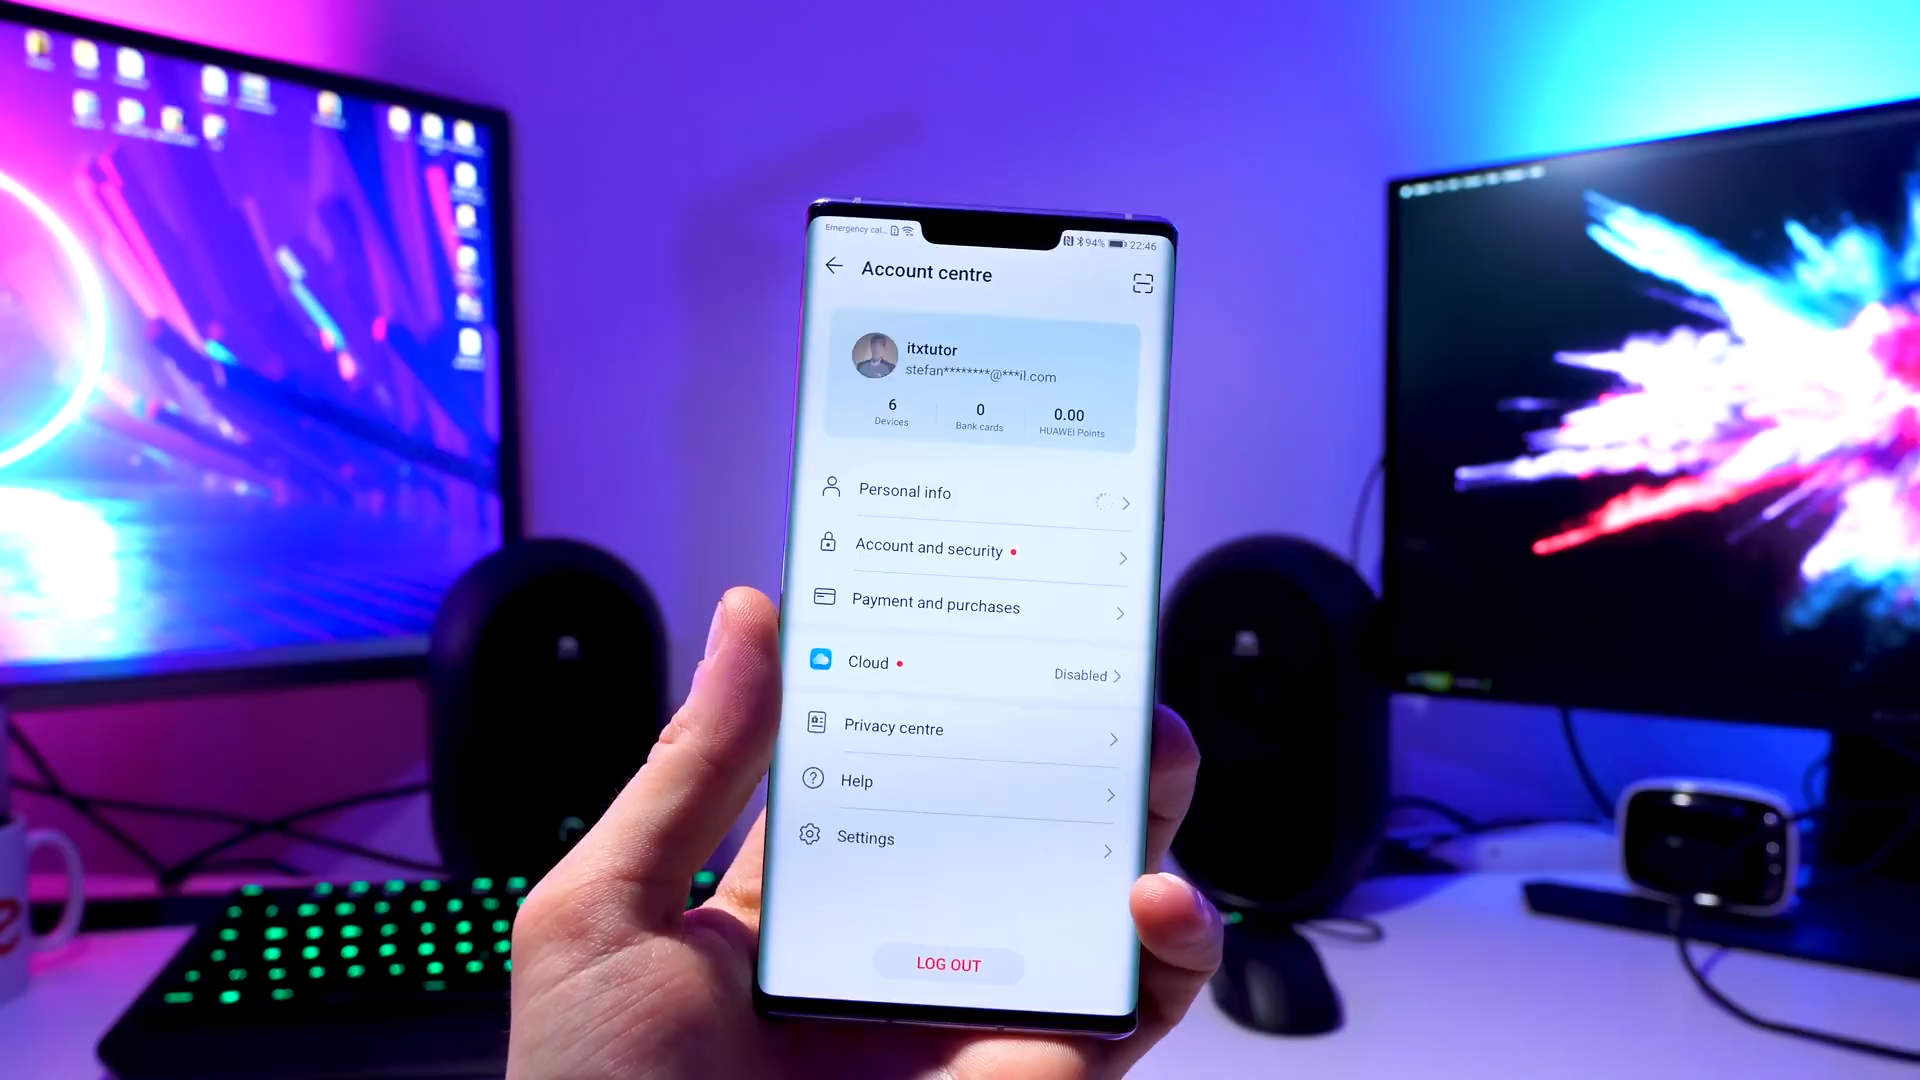 Emergency cal... 94% 22:46
Account centre
itxtutor
stefan********@***il.com
6 0 0.00
Devices Bank cards HUAWEI Points
Personal info
Account and security
Payment and purchases
Cloud Disabled
Privacy centre
Help
Settings
LOG OUT